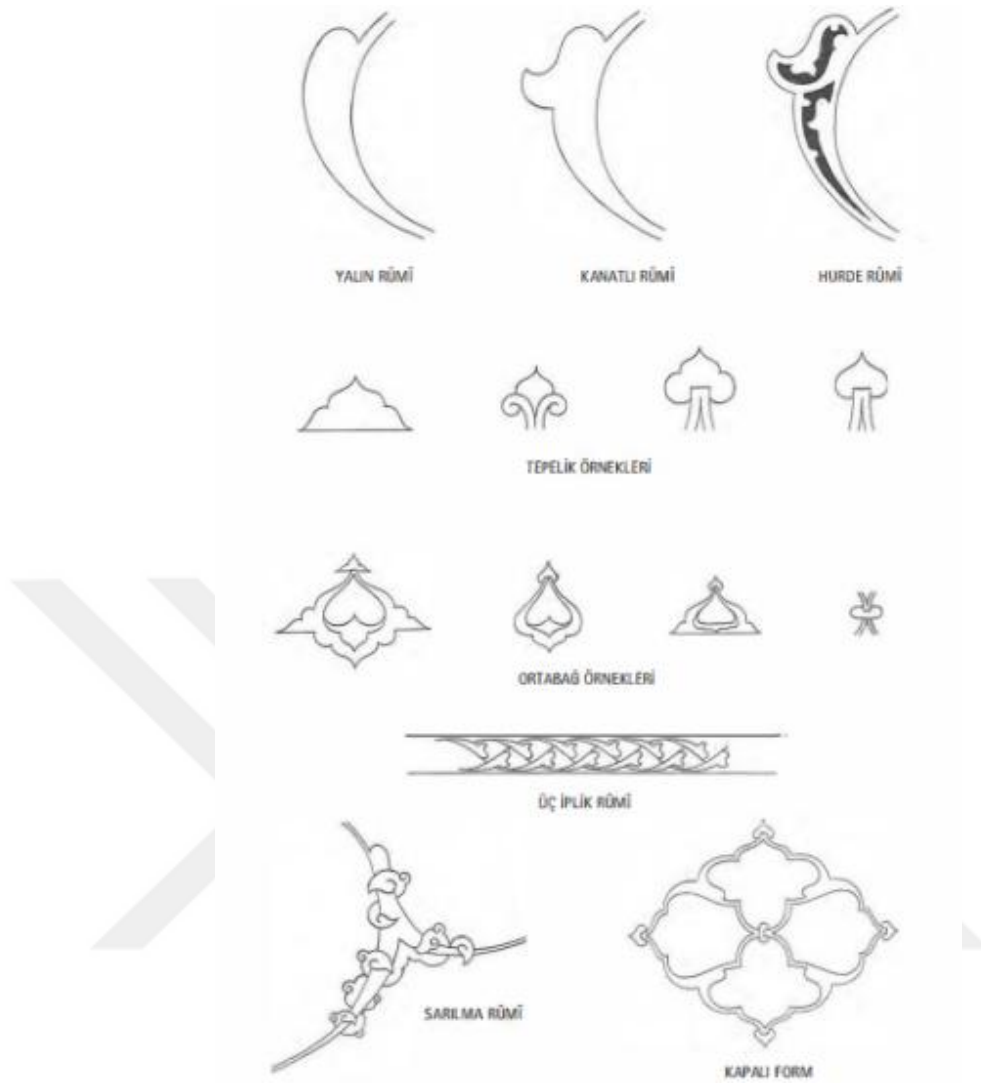 YALIN RÛMÎ
KANATLI RÛMÎ
HURDE RÛMÎ
TEPELİK ÖRNEKLERİ
ORTABAĞ ÖRNEKLERİ
ÜÇ İPLİK RÛMÎ
SARILMA RÛMÎ
KAPALI FORM